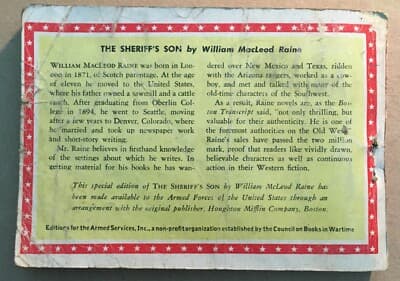 THE SHERIFF'S SON by William MacLeod Raine
WILLIAM MACLEOD RAINE was born in Lon-
don in 1871, of Scotch parentage. At the age
of eleven he moved to the United States,
where his father owned a sawmill and a cattle
ranch. After graduating from Oberlin Col-
lege in 1894, he went to Seattle, moving
after a few years to Denver, Colorado, where
he married and took up newspaper work
and short-story writing.
Mr. Raine believes in firsthand knowledge
of the settings about which he writes. In
getting material for his books he has wan-
dered over New Mexico and Texas, ridden
with the Arizona rangers, worked as a cow-
boy, and met and talked with many of the
old-time characters of the Southwest.
As a result, Raine novels are, as the Bos-
ton Transcript said, "not only thrilling, but
valuable for their authenticity. He is one of
the foremost authorities on the Old West."
Raine's sales have passed the two million
mark, proof that readers like vividly drawn,
believable characters as well as continuous
action in their Western fiction.
This special edition of THE SHERIFF'S SON by William McLeod Raine has
been made available to the Armed Forces of the United States through an
arrangement with the original publisher, Houghton Mifflin Company, Boston.
Editions for the Armed Services, Inc., a non-profit organization established by the Council on Books in Wartime